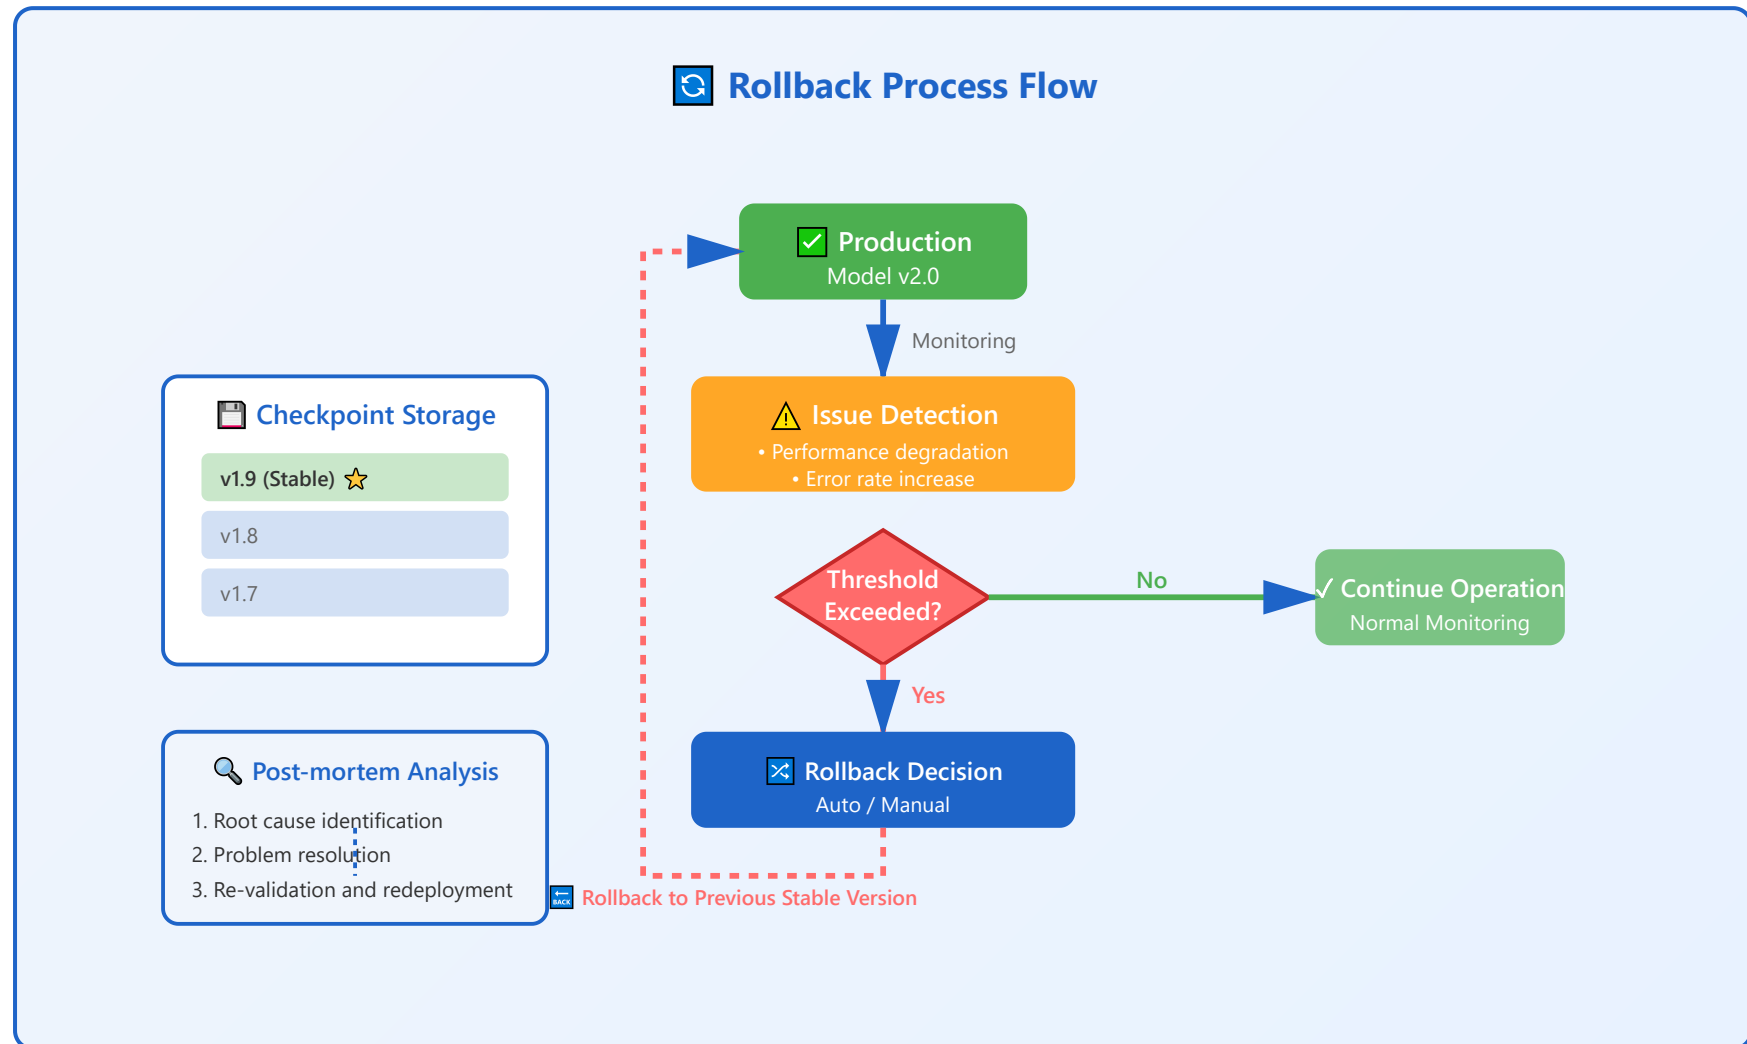 Rollback Process Flow
Production
Model v2.0
Monitoring
Issue Detection
• Performance degradation
• Error rate increase
Threshold
Exceeded?
No
✓ Continue Operation
Normal Monitoring
Yes
Rollback Decision
Auto / Manual
BACK Rollback to Previous Stable Version
Checkpoint Storage
v1.9 (Stable)
v1.8
v1.7
Post-mortem Analysis
1. Root cause identification
2. Problem resolution
3. Re-validation and redeployment